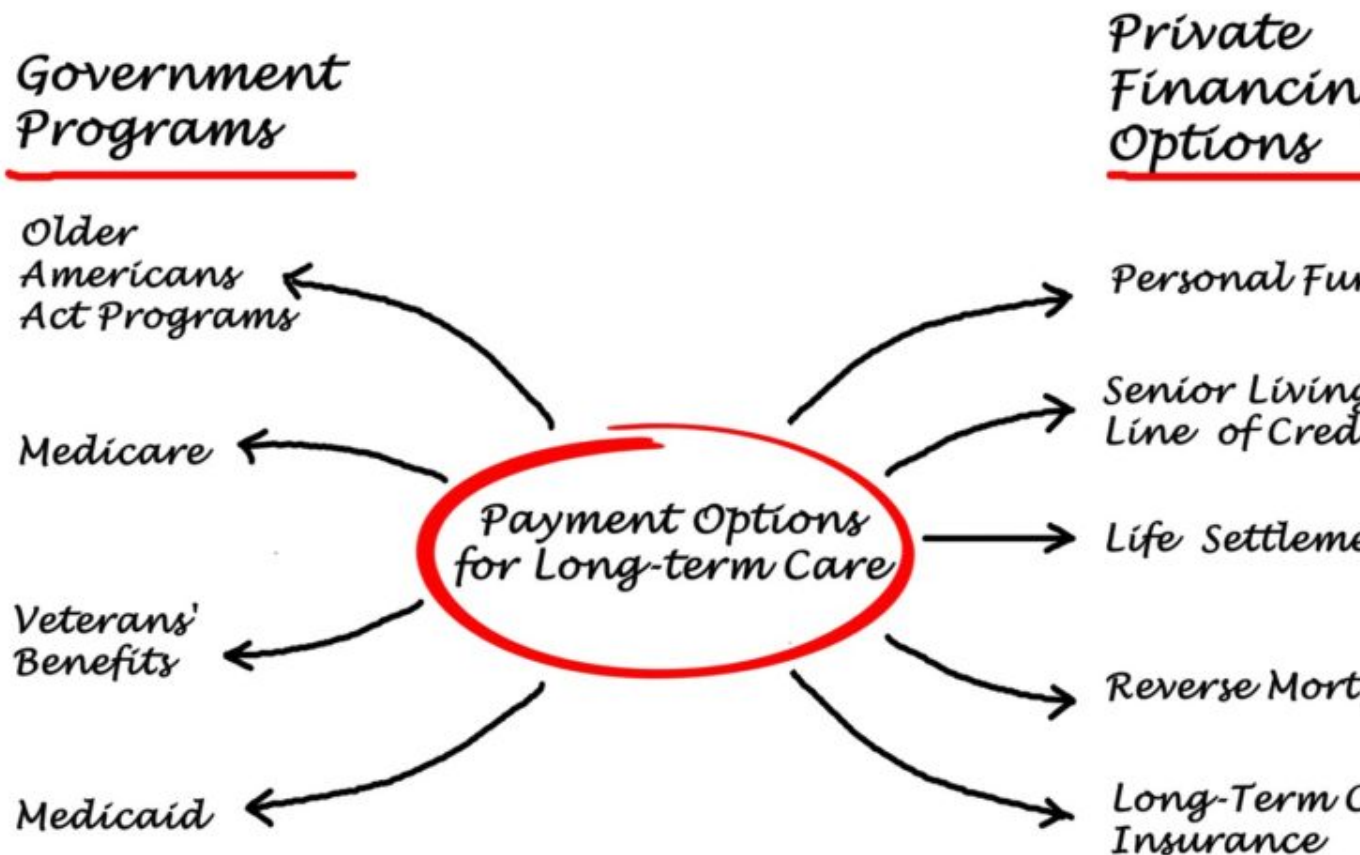 Government
Programs
Older
Americans
Act Programs
Medicare
Veterans'
Benefits
Medicaid
Payment Options
for Long-term Care
Private
Financin
Options
Personal Fu
Senior Living
Line of Cred
Life Settleme
Reverse Mort
Long-Term C
Insurance